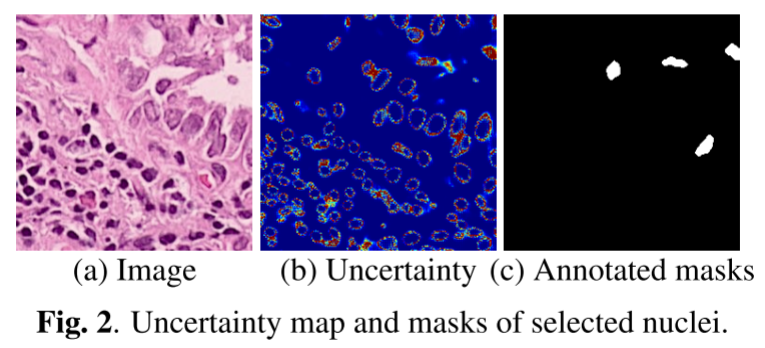 (a) Image (b) Uncertainty (c) Annotated masks
Fig. 2. Uncertainty map and masks of selected nuclei.